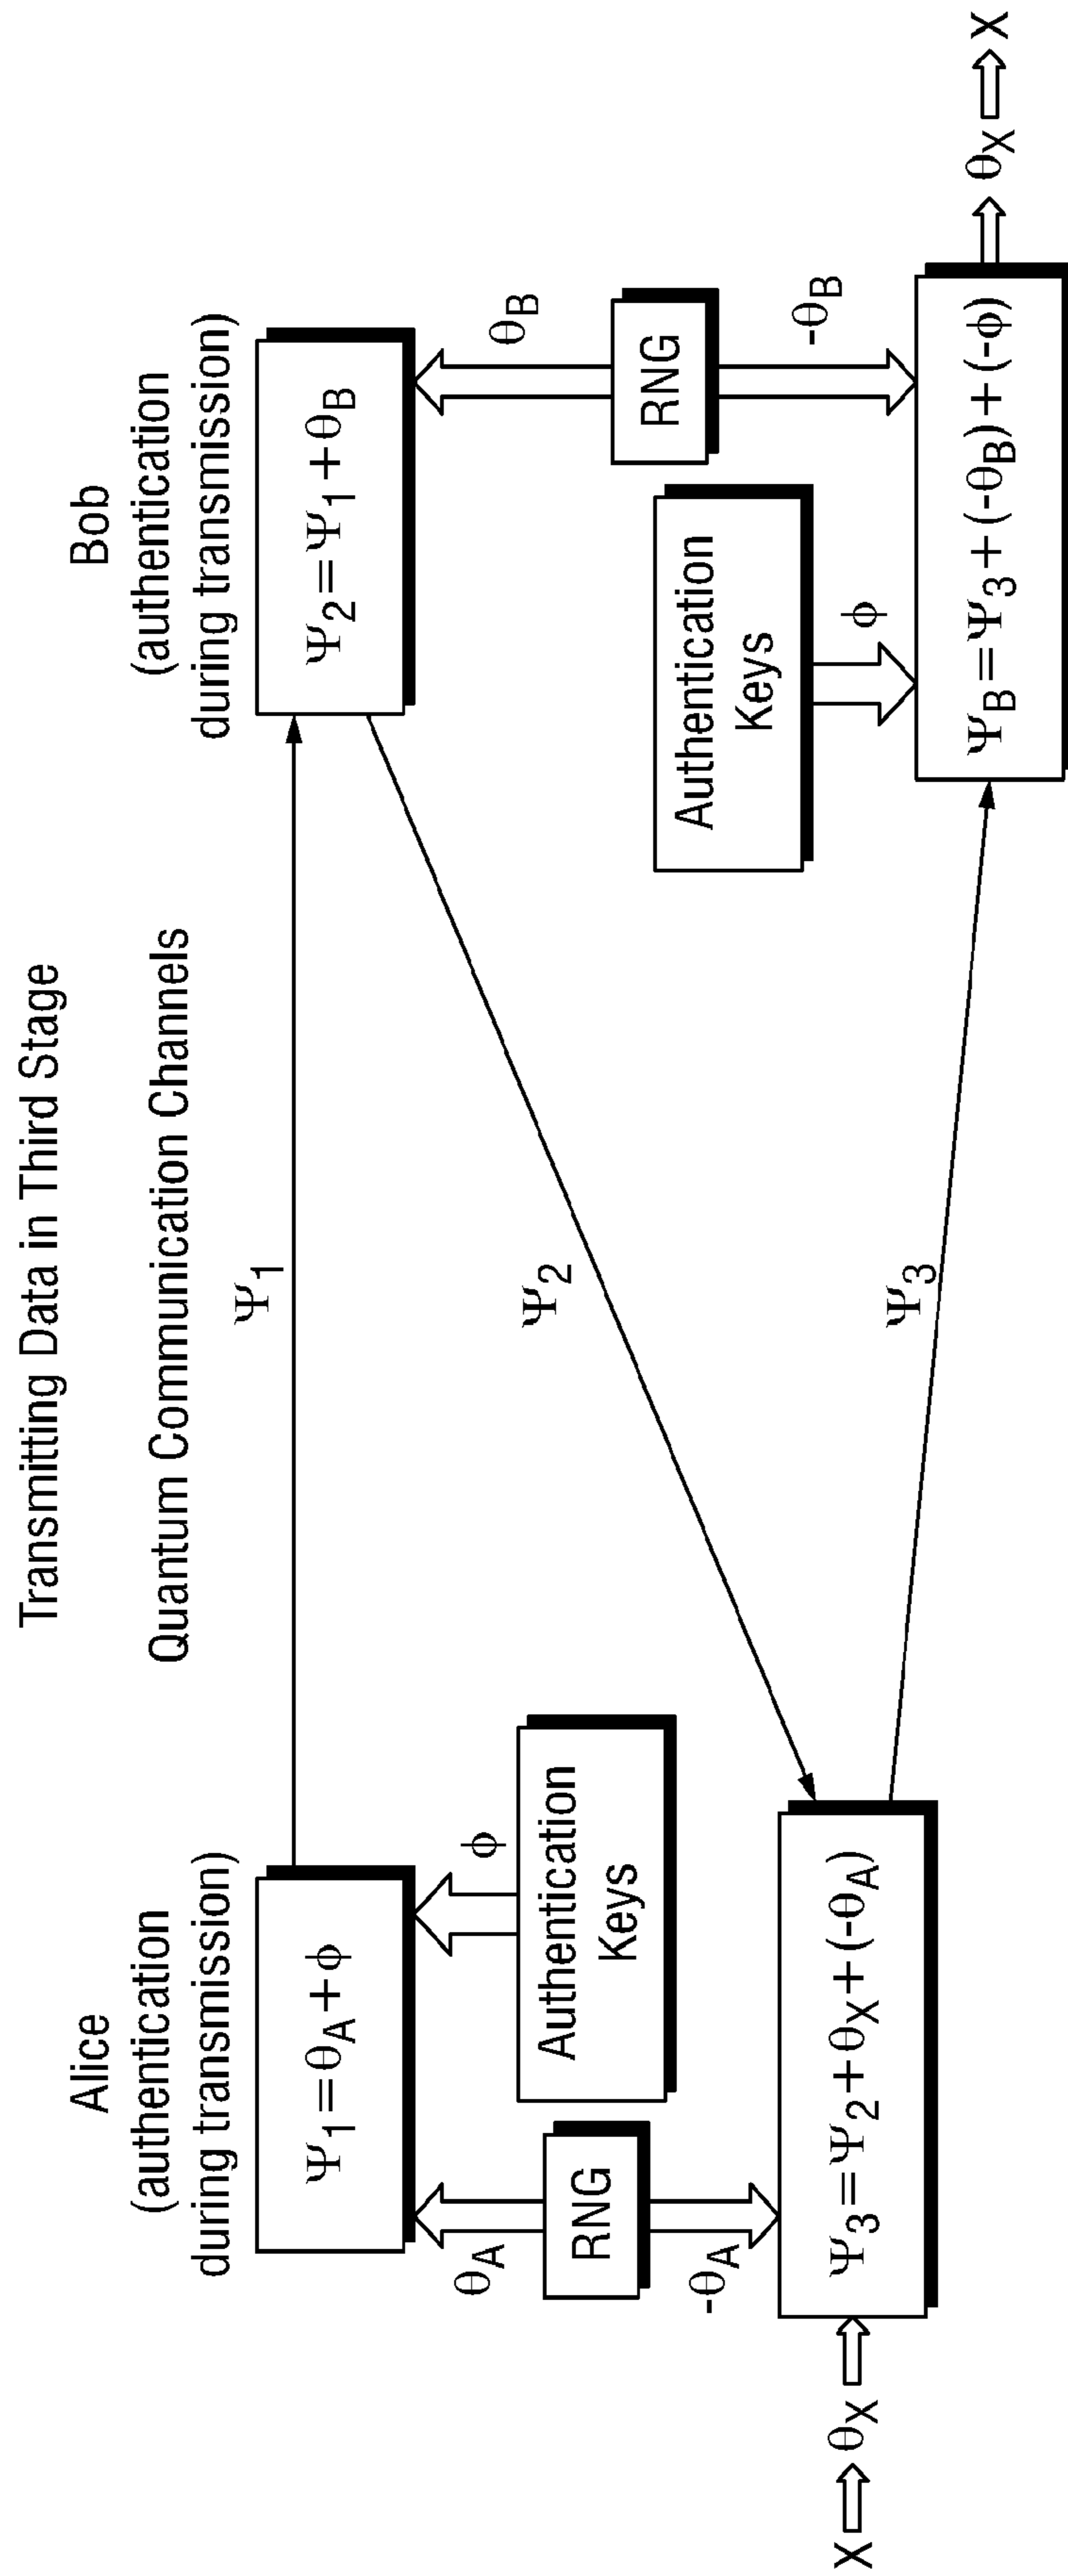 Transmitting Data in Third Stage
Quantum Communication Channels
Alice
(authentication
during transmission)
Ψ1=θA+ϕ
θA
RNG
-θA
ϕ
Authentication
Keys
X
θX
Ψ3=Ψ2+θX+(-θA)
Ψ1
Ψ2
Ψ3
Bob
(authentication
during transmission)
Ψ2=Ψ1+θB
θB
RNG
-θB
Authentication
Keys
ϕ
ΨB=Ψ3+(-θB)+(-ϕ)
θX
X